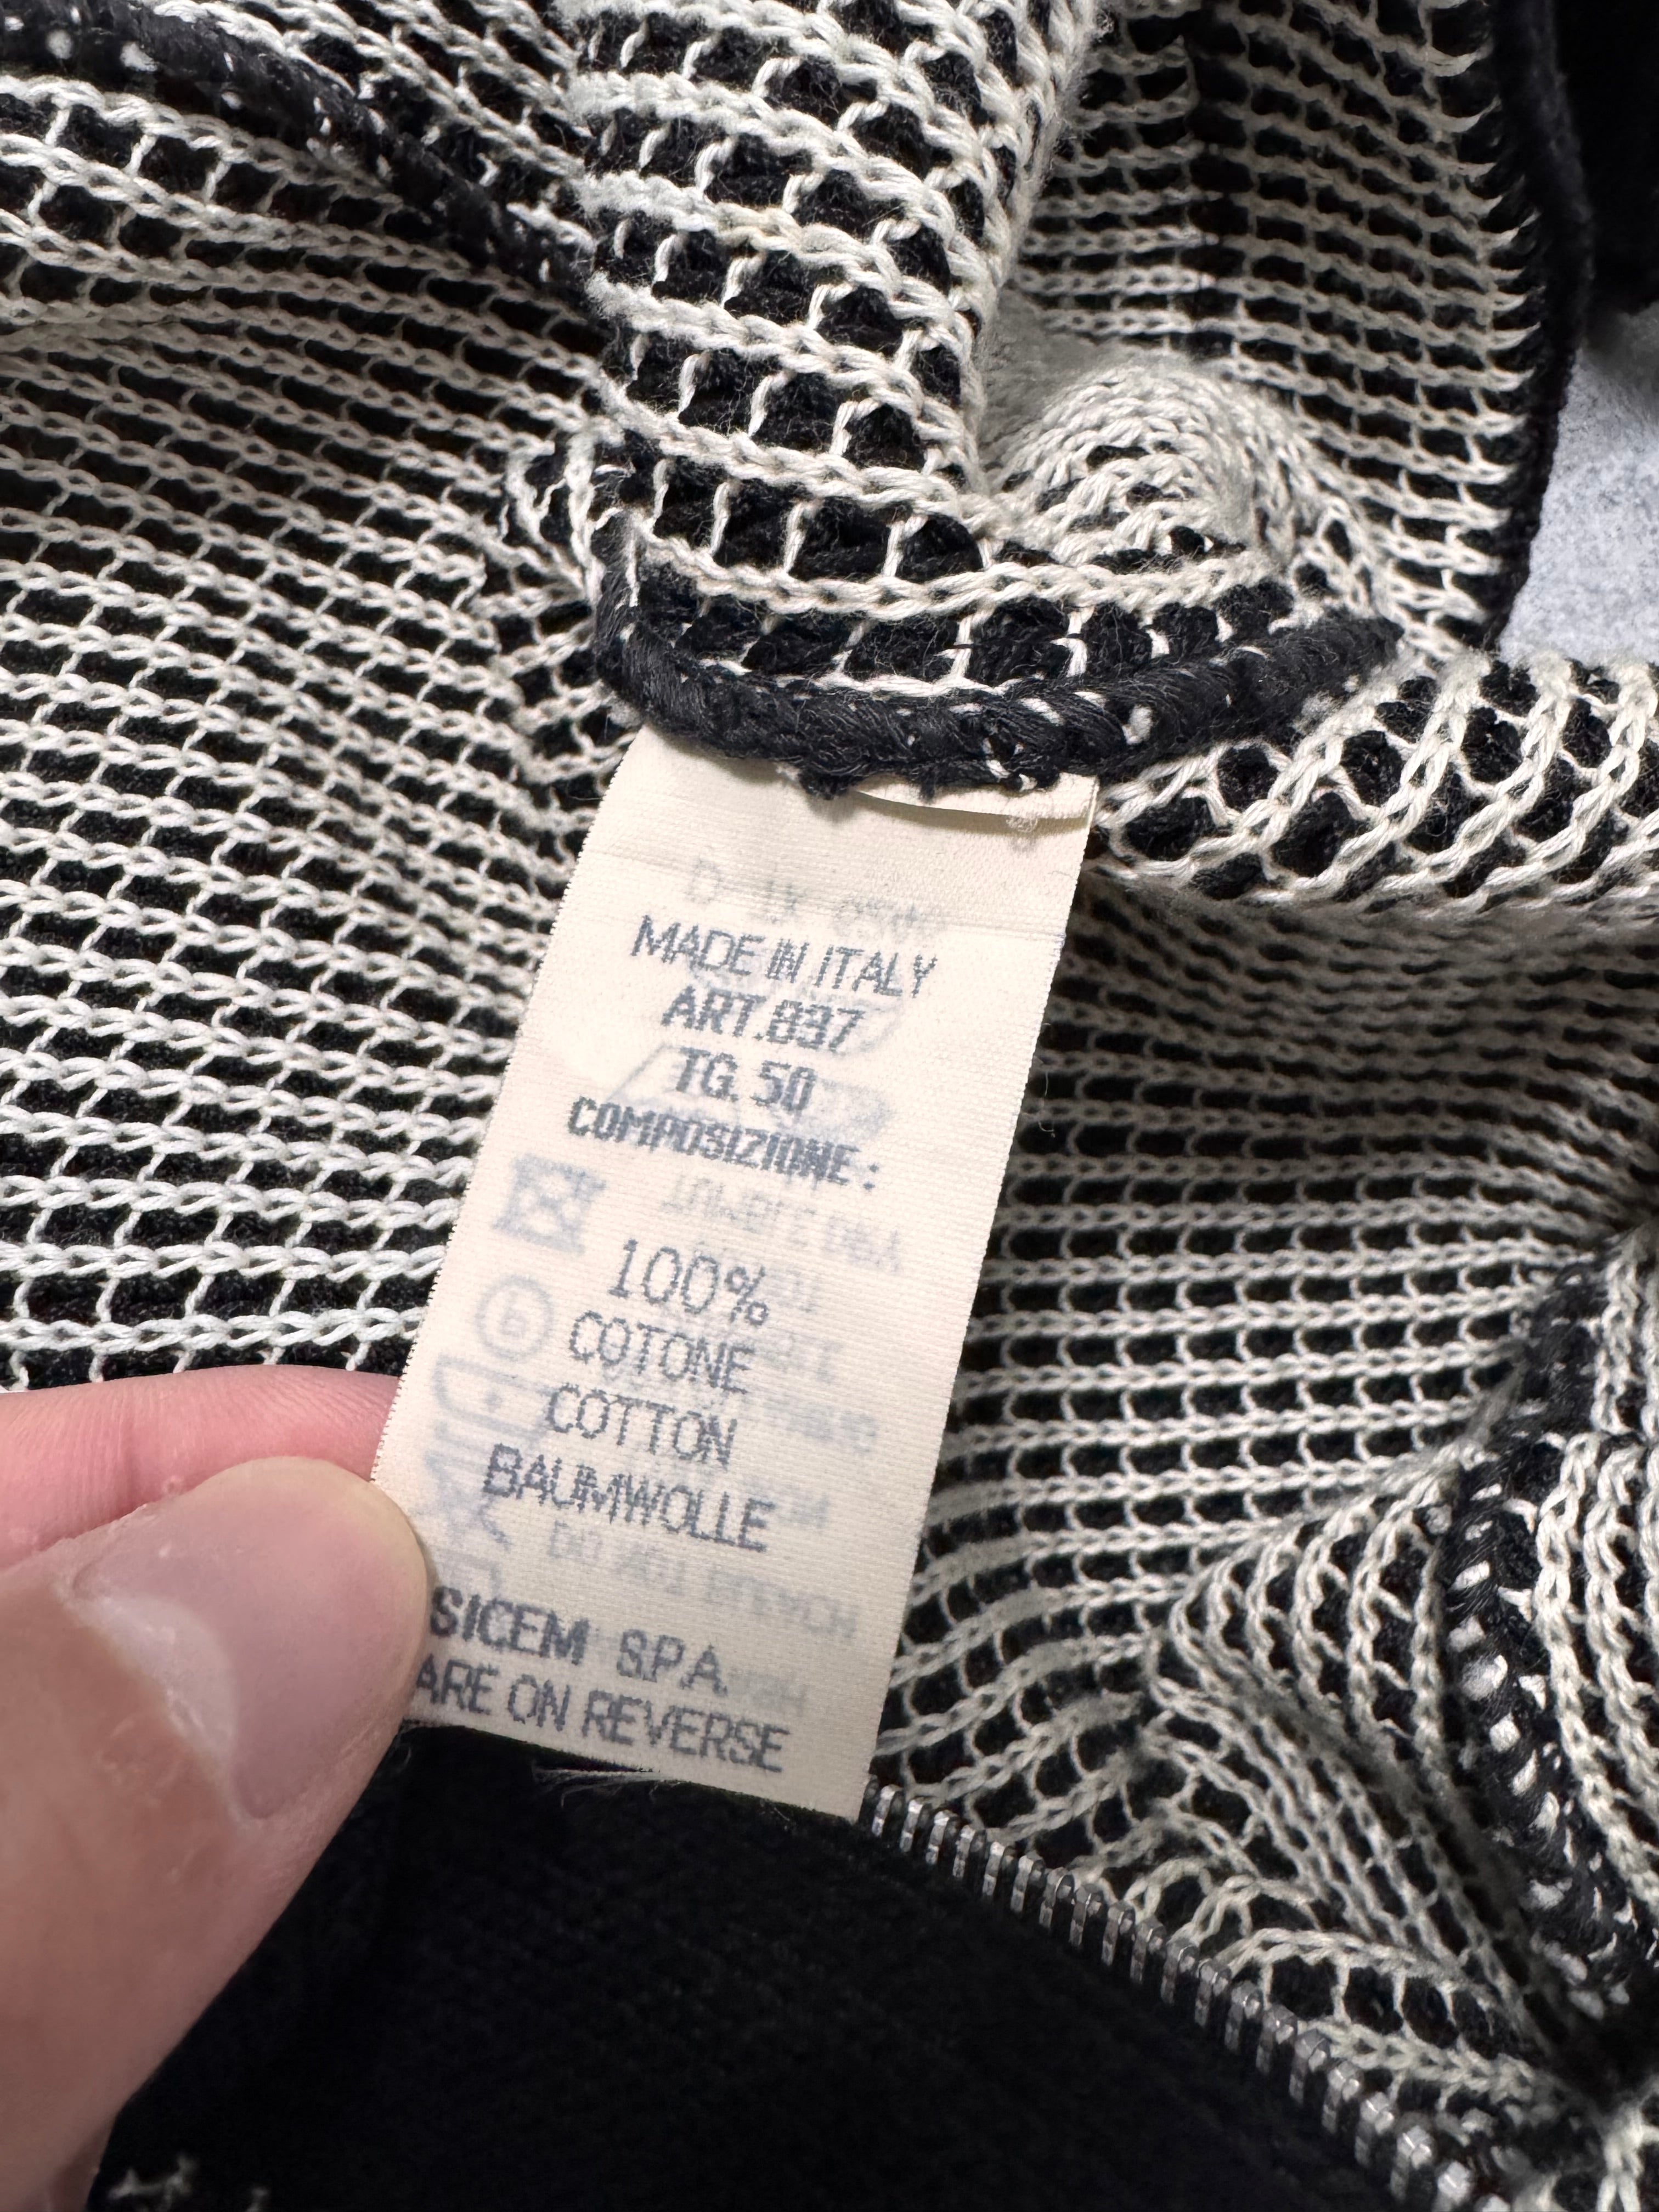 MADE IN ITALY
ART.837
TG.50
COMPOSIZIONE:
100%
COTONE
COTTON
BAUMWOLLE
SICEM S.P.A.
ARE ON REVERSE